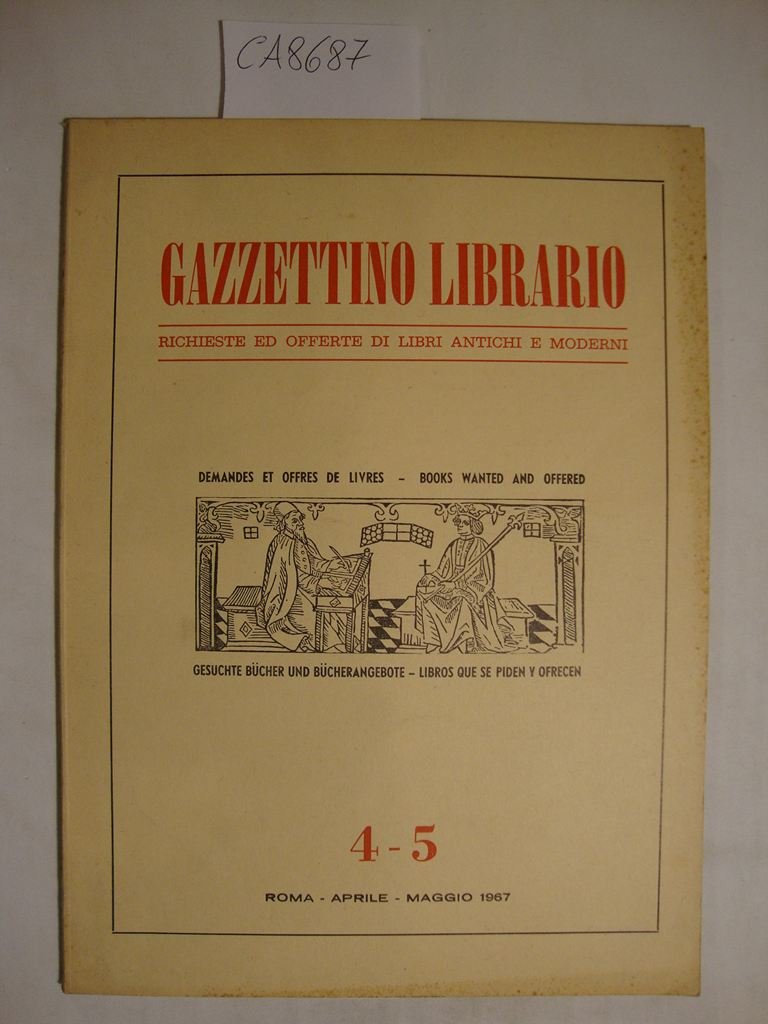 CA8687
GAZZETTINO LIBRARIO
RICHIESTE ED OFFERTE DI LIBRI ANTICHI E MODERNI
DEMANDES ET OFFRES DE LIVRES – BOOKS WANTED AND OFFERED
GESUCHTE BÜCHER UND BÜCHERANGEBOTE – LIBROS QUE SE PIDEN Y OFRECEN
4 - 5
ROMA - APRILE - MAGGIO 1967